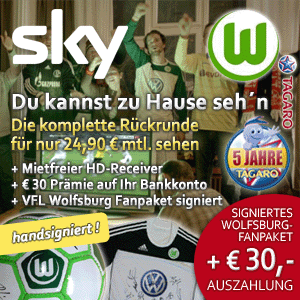 sky
W
TAGARO
Du kannst zu Hause seh´n
Die komplette Rückrunde
für nur 24,90 € mtl. sehen
+ Mietfreier HD-Receiver
+ € 30 Prämie auf Ihr Bankkonto
+ VFL Wolfsburg Fanpaket signiert
5 JAHRE
TAGARO
handsigniert !
SIGNIERTES
WOLFSBURG-
FANPAKET
+ € 30,-
AUSZAHLUNG